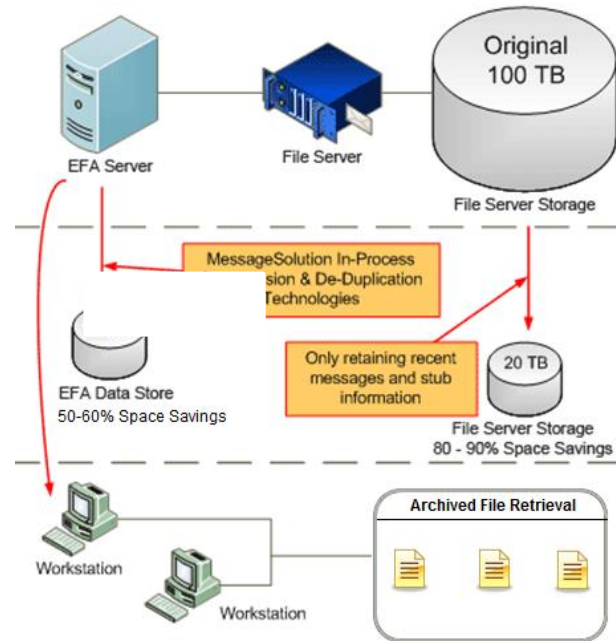 Original
100 TB
EFA Server
File Server
File Server Storage
MessageSolution In-Process
sion & De-Duplication
Technologies
Only retaining recent
messages and stub
information
20 TB
EFA Data Store
50-60% Space Savings
File Server Storage
80 - 90% Space Savings
Archived File Retrieval
Workstation
Workstation